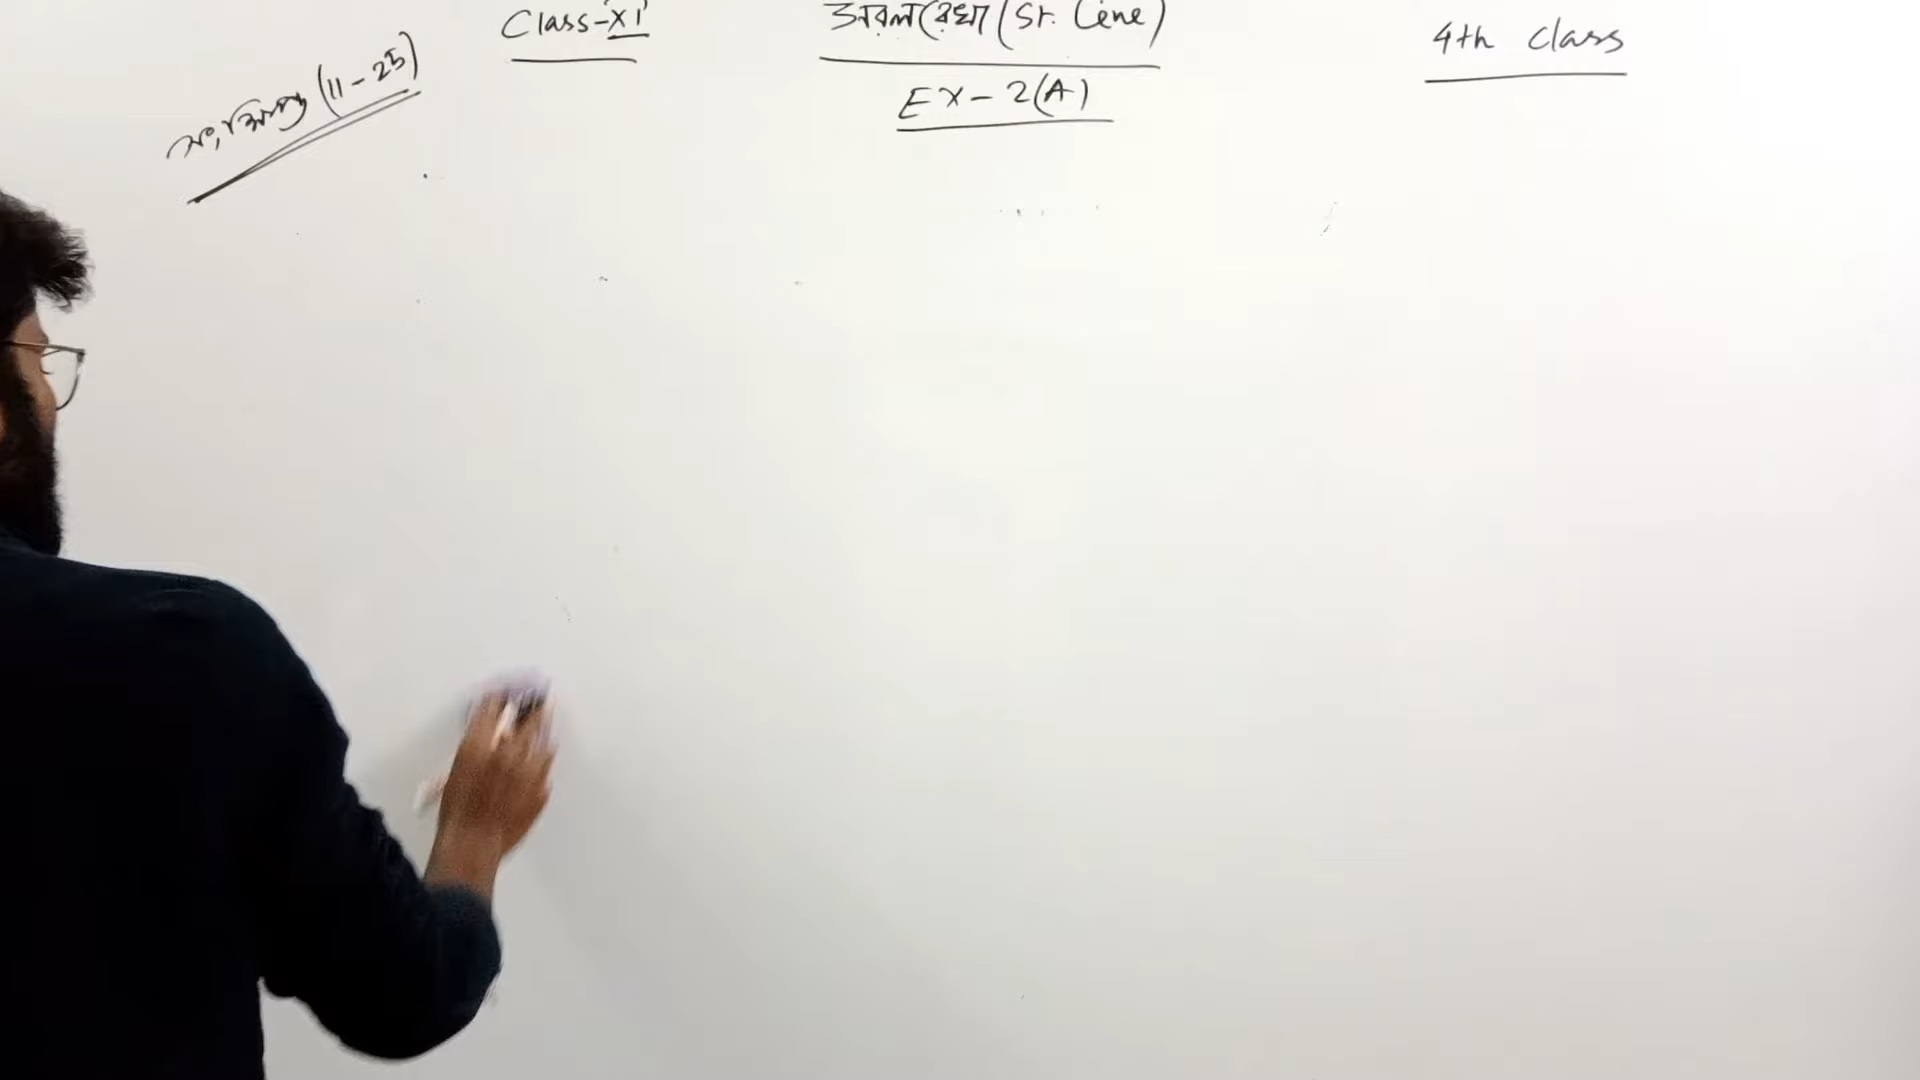 Class-XI
সরলরেখা (St. Line)
4th class
EX-2(A)
সংক্ষিপ্ত (11-25)